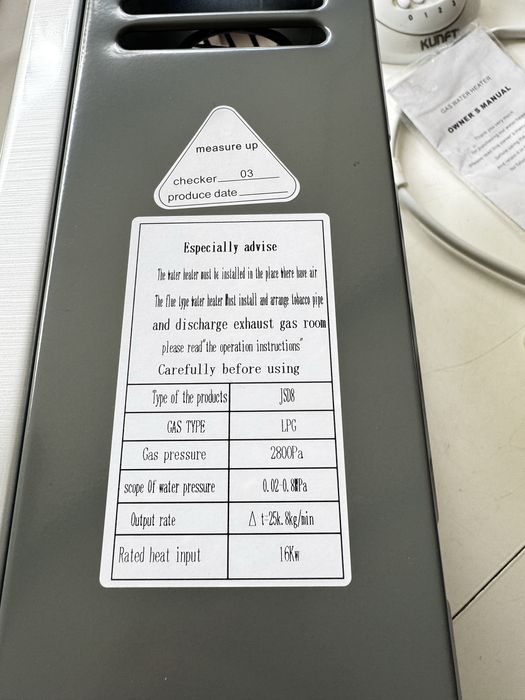 0 1 2 3
KUNFT
GAS WATER HEATER
OWNER'S MANUAL
Thank you very much
measure up
checker 03
produce date
Especially advise
The water heater must be installed in the place where have air
The flue type water heater Must install and arrange tobacco pipe
and discharge exhaust gas room
please read"the operation instructions"
Carefully before using
Type of the products JSD8
GAS TYPE LPG
Gas pressure 2800Pa
scope Of water pressure 0.02-0.8MPa
Output rate Δ t=25k.8kg/min
Rated heat input 16Kw